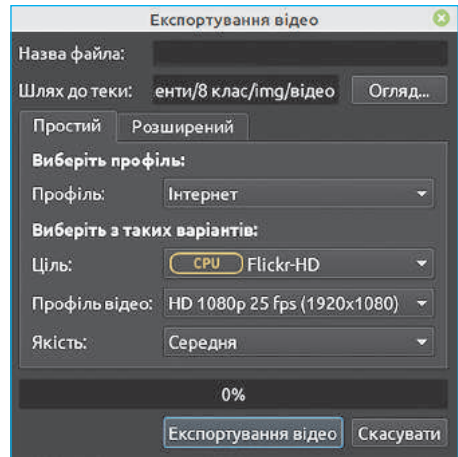 Експортування відео
Назва файла:
Шлях до теки: енти/8 клас/img/відео Огляд...
Простий Розширений
Виберіть профіль:
Профіль: Інтернет
Виберіть з таких варіантів:
Ціль: CPU Flickr-HD
Профіль відео: HD 1080p 25 fps (1920x1080)
Якість: Середня
0%
Експортування відео Скасувати